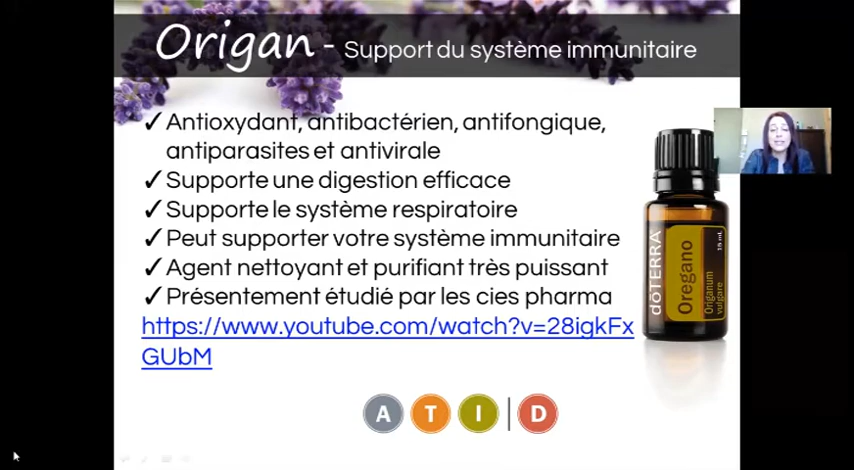 Origan - Support du système immunitaire
✓ Antioxydant, antibactérien, antifongique,
antiparasites et antivirale
✓ Supporte une digestion efficace
✓ Supporte le système respiratoire
✓ Peut supporter votre système immunitaire
✓ Agent nettoyant et purifiant très puissant
✓ Présentement étudié par les cies pharma
https://www.youtube.com/watch?v=28igkFx
GUbM
dōTERRA
Oregano
Origanum
vulgare
15 mL
A T I | D